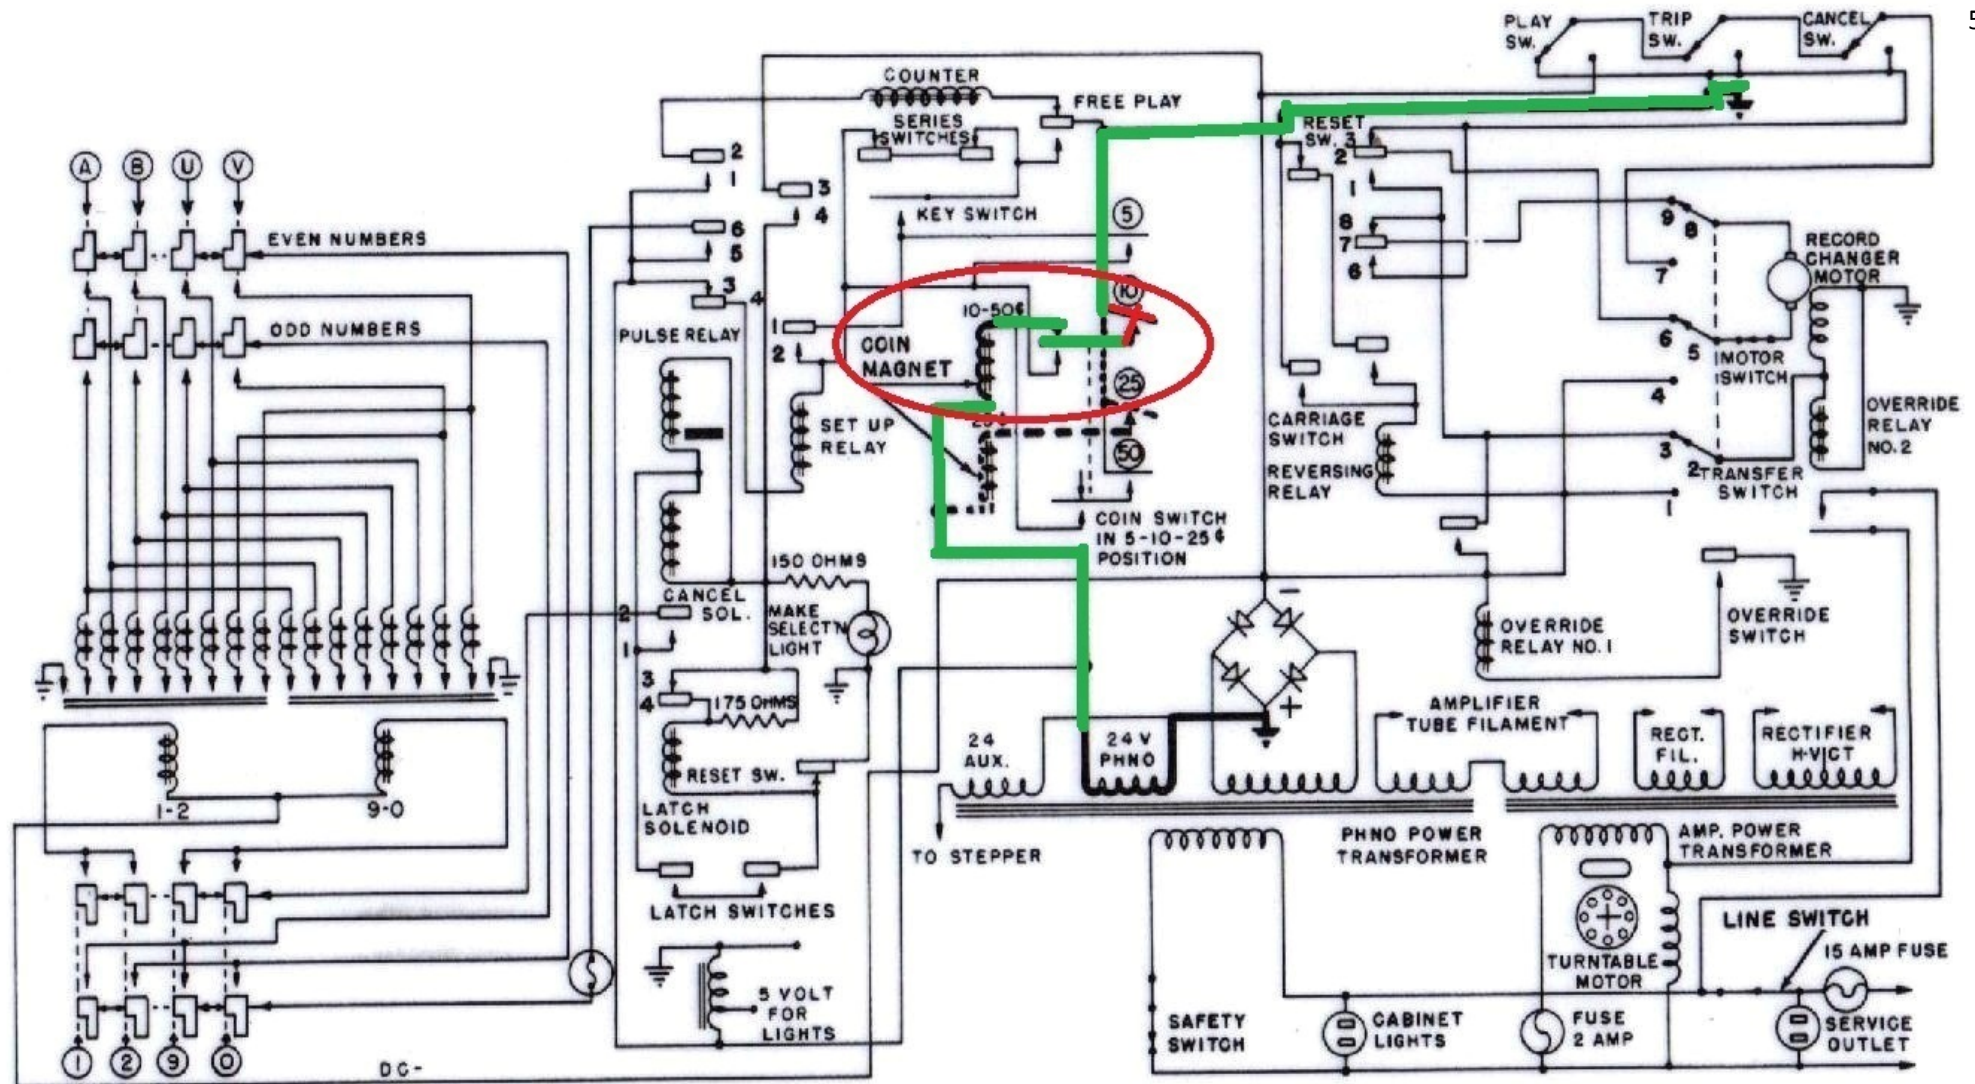 5
PLAY
SW.
TRIP
SW.
CANCEL
SW.
COUNTER
FREE PLAY
SERIES
SWITCHES
RESET
SW. 3
2
1
8
7
6
A
B
U
V
2
1
3
4
6
5
3
4
KEY SWITCH
5
EVEN NUMBERS
ODD NUMBERS
9
8
7
6
5
4
3
2
1
RECORD
CHANGER
MOTOR
10
10-50¢
PULSE RELAY
1
2
COIN
MAGNET
25
MOTOR
SWITCH
SET UP
RELAY
50
CARRIAGE
SWITCH
REVERSING
RELAY
OVERRIDE
RELAY
NO. 2
TRANSFER
SWITCH
COIN SWITCH
IN 5-10-25¢
POSITION
150 OHMS
CANCEL
SOL.
2
1
MAKE
SELECT'N
LIGHT
−
OVERRIDE
RELAY NO. 1
OVERRIDE
SWITCH
3
4
175 OHMS
+
AMPLIFIER
TUBE FILAMENT
24
AUX.
24 V
PHNO
RECT.
FIL.
RECTIFIER
H-VICT
RESET SW.
1-2
9-0
LATCH
SOLENOID
TO STEPPER
PHNO POWER
TRANSFORMER
AMP. POWER
TRANSFORMER
LATCH SWITCHES
LINE SWITCH
15 AMP FUSE
TURNTABLE
MOTOR
5 VOLT
FOR
LIGHTS
SAFETY
SWITCH
CABINET
LIGHTS
FUSE
2 AMP
SERVICE
OUTLET
1
2
9
0
DC-